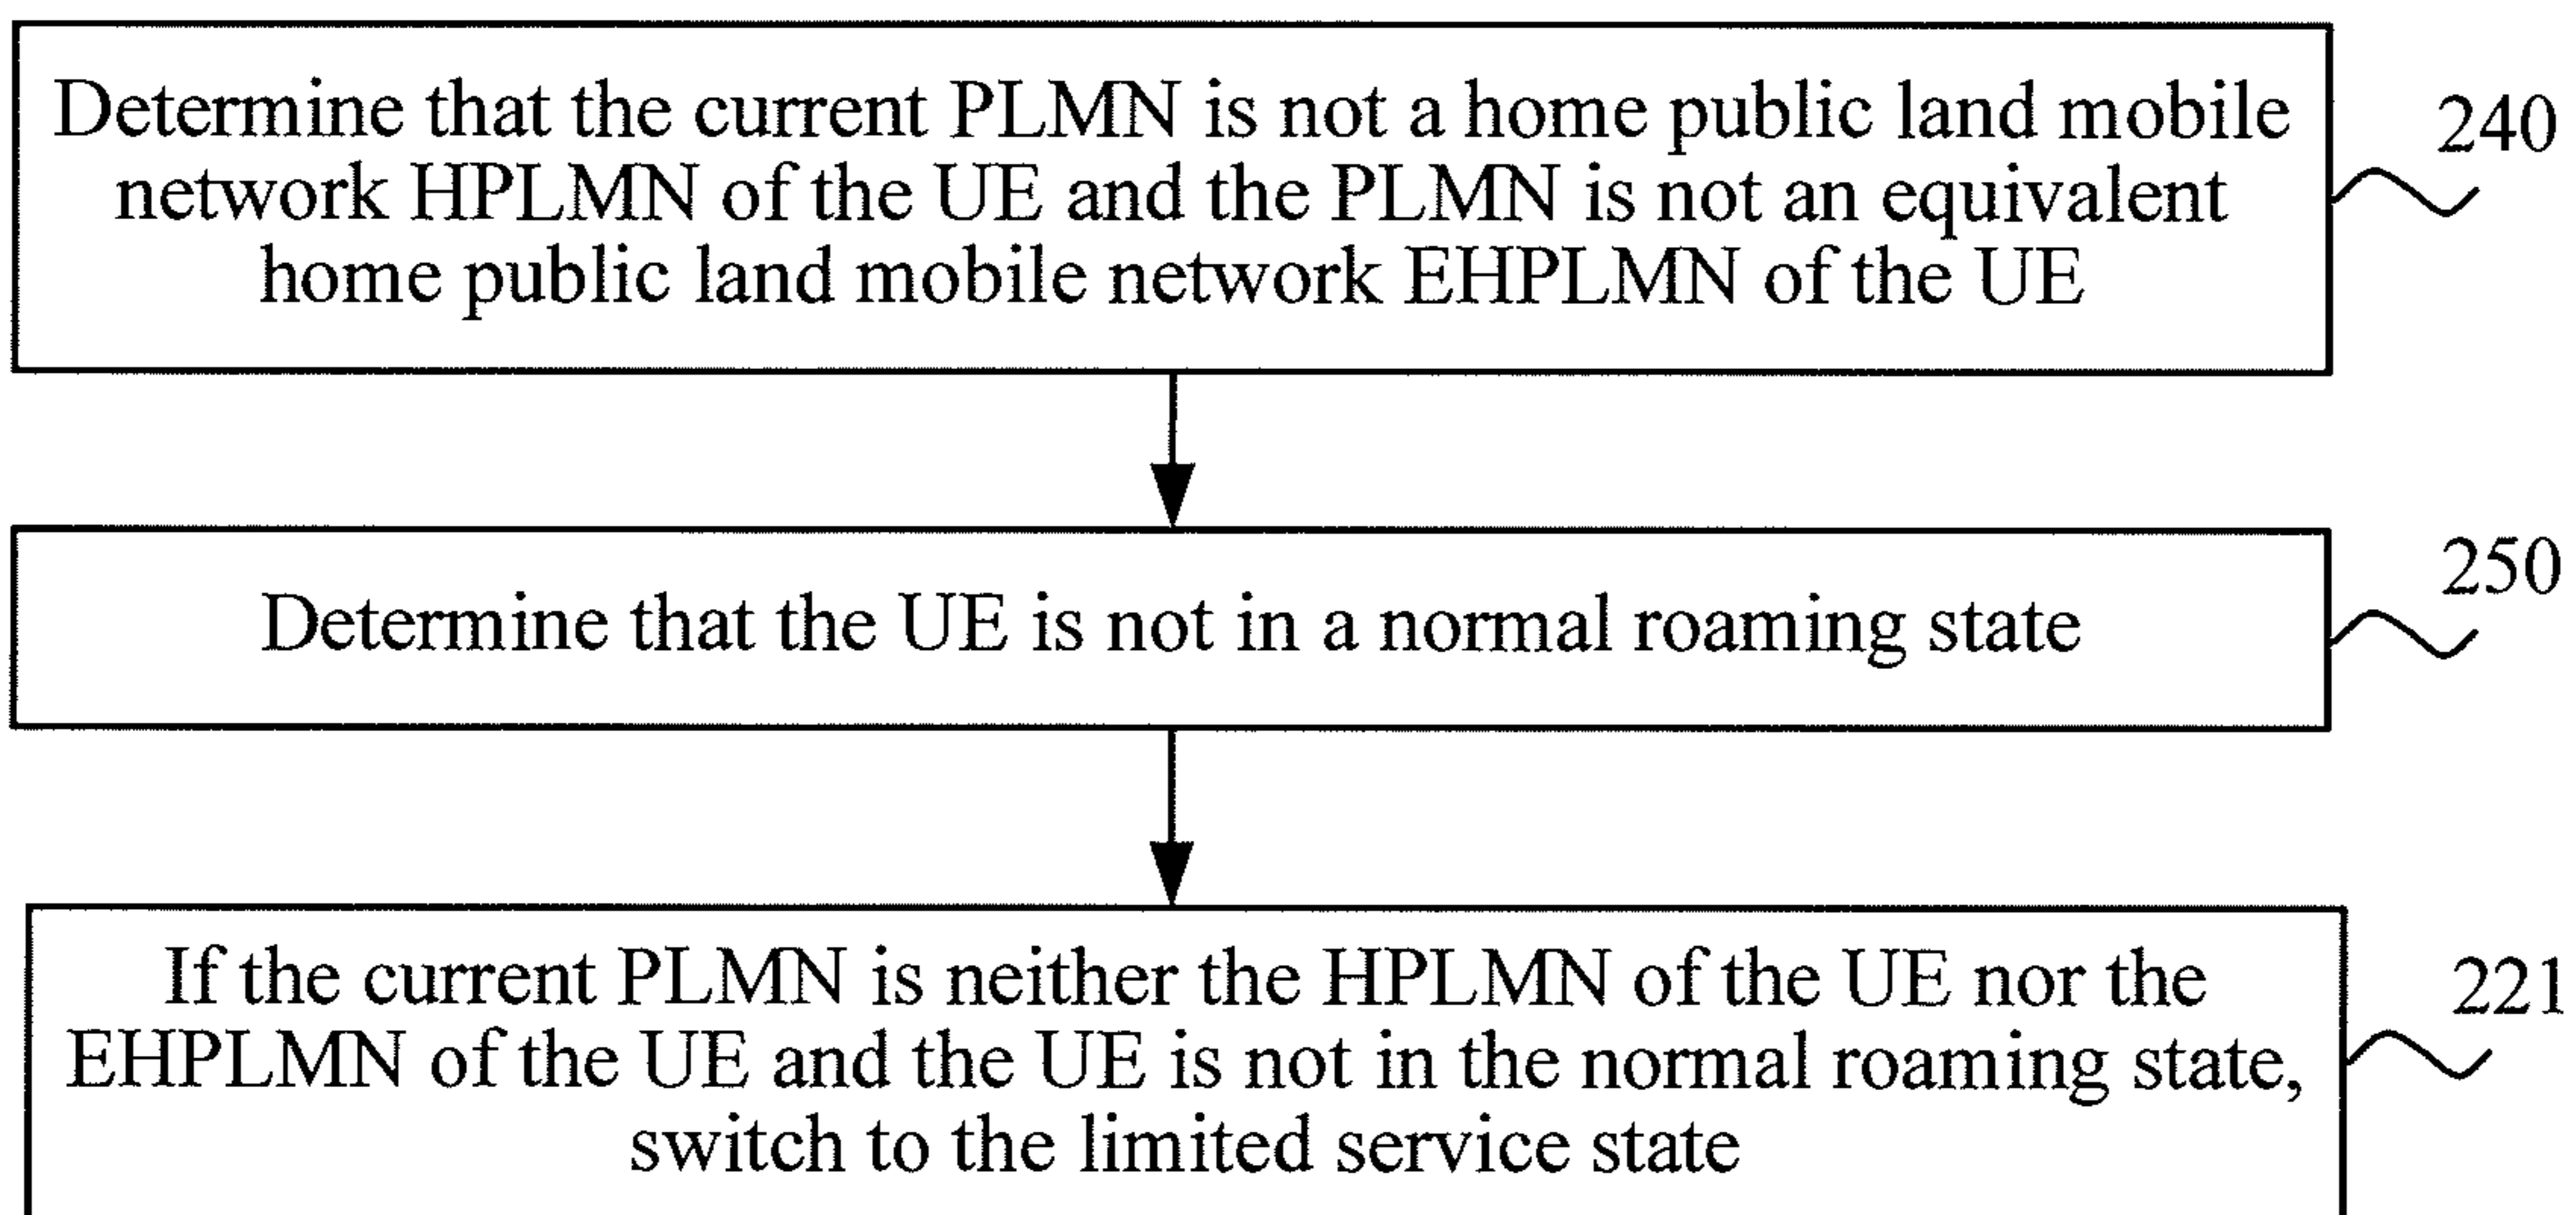 Determine that the current PLMN is not a home public land mobile
network HPLMN of the UE and the PLMN is not an equivalent
home public land mobile network EHPLMN of the UE
240
Determine that the UE is not in a normal roaming state
250
If the current PLMN is neither the HPLMN of the UE nor the
EHPLMN of the UE and the UE is not in the normal roaming state,
switch to the limited service state
221